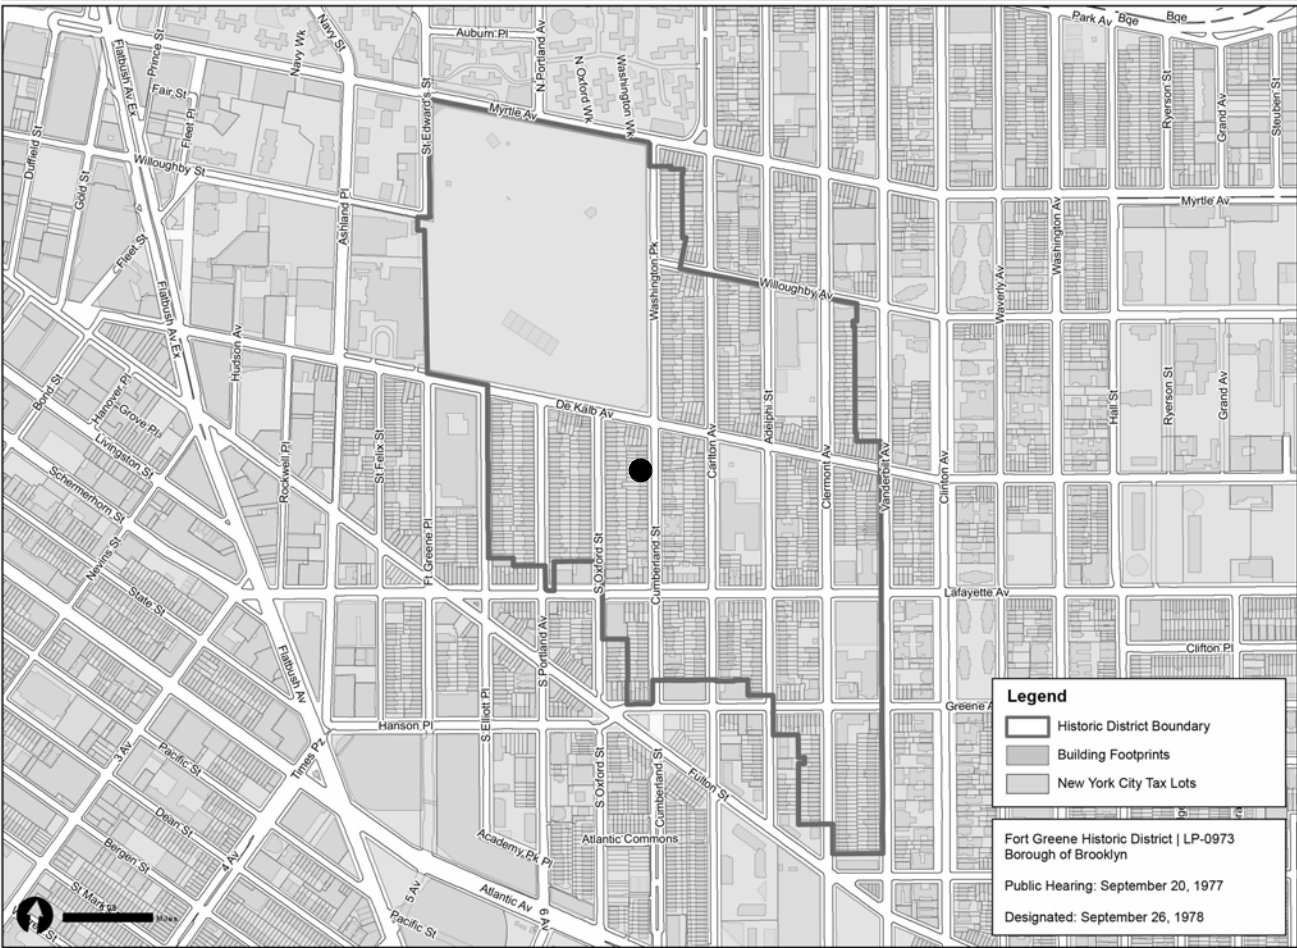 Park Av
Bqe
Bqe
Auburn Pl
Navy St
Navy Wk
Prince St
Flatbush Av Ex
N Portland Av
N Oxford Wk
Washington Wk
Fair St
Fleet Pl
St Edward's St
Myrtle Av
Ryerson St
Grand Av
Steuben St
Duffield St
Willoughby St
Gold St
Ashland Pl
Myrtle Av
Fleet St
Washington Pk
Washington Av
Willoughby Av
Waverly Av
Flatbush Av Ex
Hudson Av
Bond St
Hanover Pl
Grove Pl
De Kalb Av
Hall St
Ryerson St
Grand Av
Livingston St
Rockwell Pl
St Felix St
Carlton Av
Adelphi St
Clermont Av
Vanderbilt Av
Clinton Av
Schermerhorn St
Nevins St
Ft Greene Pl
S Oxford St
Cumberland St
State St
Lafayette Av
Clifton Pl
Flatbush Av
S Portland Av
S Elliott Pl
Hanson Pl
Greene A
3 Av
Pacific St
Times Pz
S Oxford St
Cumberland St
Fulton St
Dean St
Bergen St
4 Av
Academy Pk Pl
Atlantic Commons
St Mark
5 Av
Atlantic Av
6 Av
Pacific St
Miles
Legend
Historic District Boundary
Building Footprints
New York City Tax Lots
Fort Greene Historic District | LP-0973
Borough of Brooklyn
Public Hearing: September 20, 1977
Designated: September 26, 1978